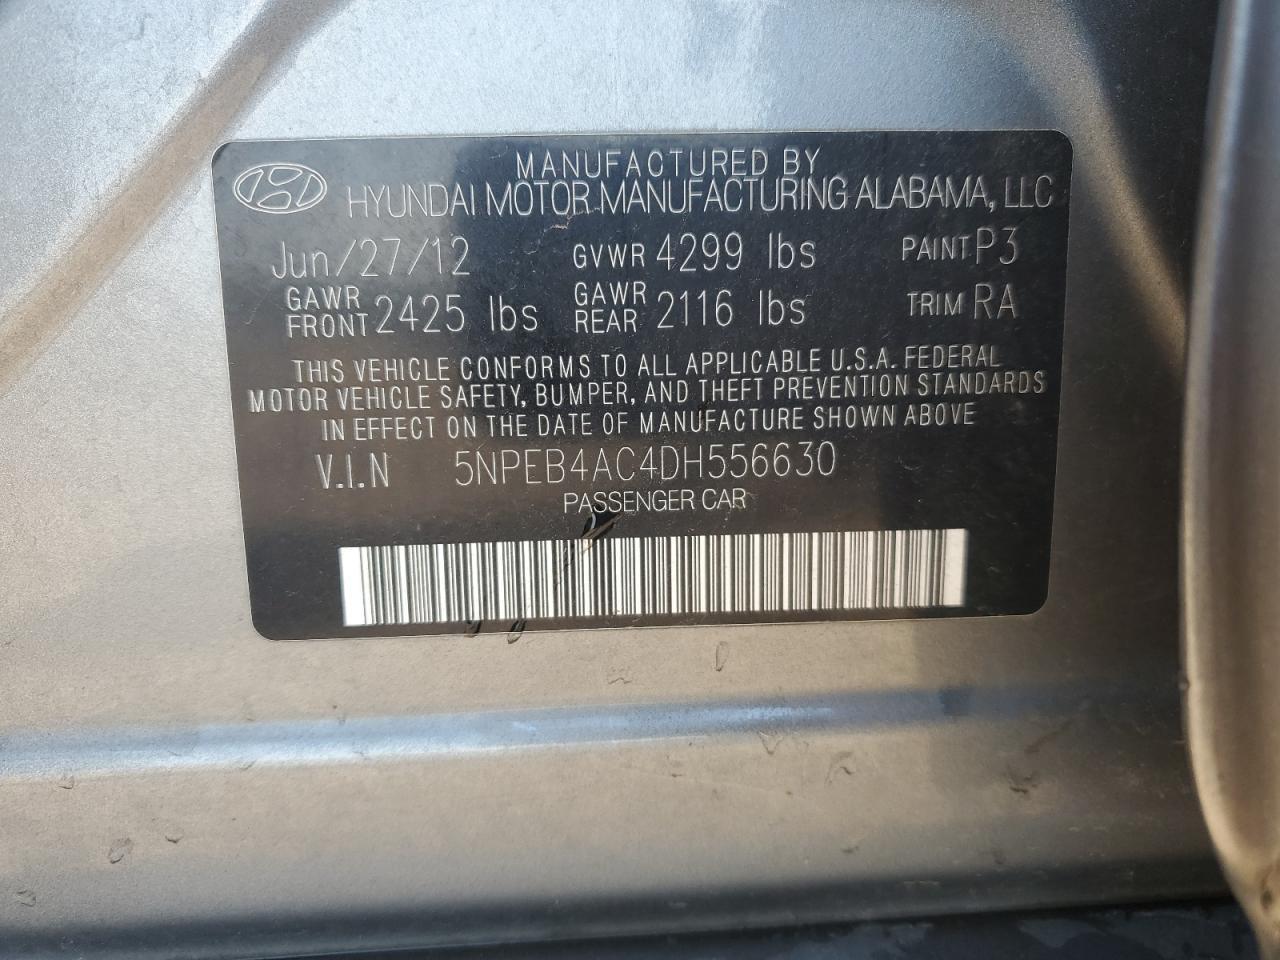 MANUFACTURED BY
HYUNDAI MOTOR MANUFACTURING ALABAMA, LLC
Jun/27/12 GVWR 4299 lbs PAINT P3
GAWR FRONT 2425 lbs GAWR REAR 2116 lbs TRIM RA
THIS VEHICLE CONFORMS TO ALL APPLICABLE U.S.A. FEDERAL
MOTOR VEHICLE SAFETY, BUMPER, AND THEFT PREVENTION STANDARDS
IN EFFECT ON THE DATE OF MANUFACTURE SHOWN ABOVE
V.I.N 5NPEB4AC4DH556630
PASSENGER CAR